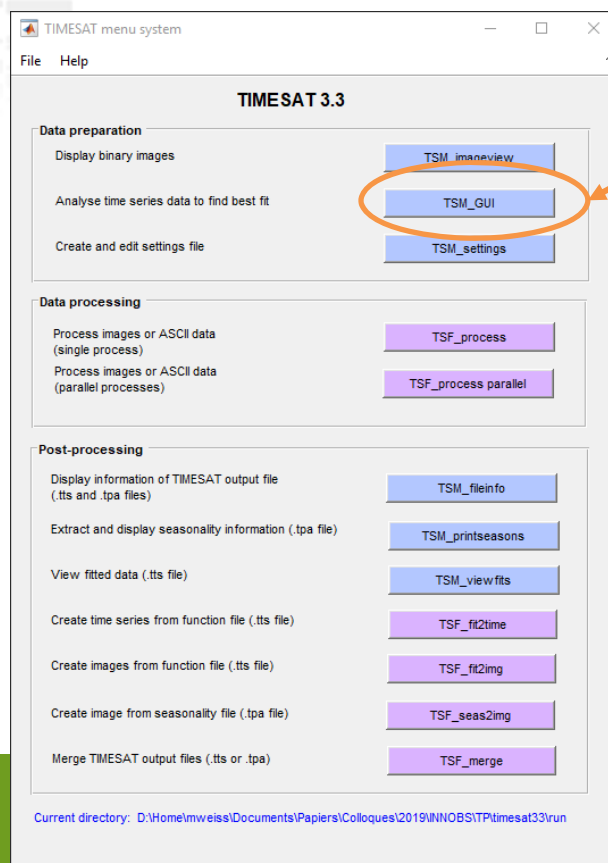 TIMESAT menu system
File Help
TIMESAT 3.3
Data preparation
Display binary images TSM_imageview
Analyse time series data to find best fit TSM_GUI
Create and edit settings file TSM_settings
Data processing
Process images or ASCII data
(single process) TSF_process
Process images or ASCII data
(parallel processes) TSF_process parallel
Post-processing
Display information of TIMESAT output file
(.tts and .tpa files) TSM_fileinfo
Extract and display seasonality information (.tpa file) TSM_printseasons
View fitted data (.tts file) TSM_viewfits
Create time series from function file (.tts file) TSF_fit2time
Create images from function file (.tts file) TSF_fit2img
Create image from seasonality file (.tpa file) TSF_seas2img
Merge TIMESAT output files (.tts or .tpa) TSF_merge
Current directory: D:\Home\mweiss\Documents\Papiers\Colloques\2019\INNOBS\TP\timesat33\run